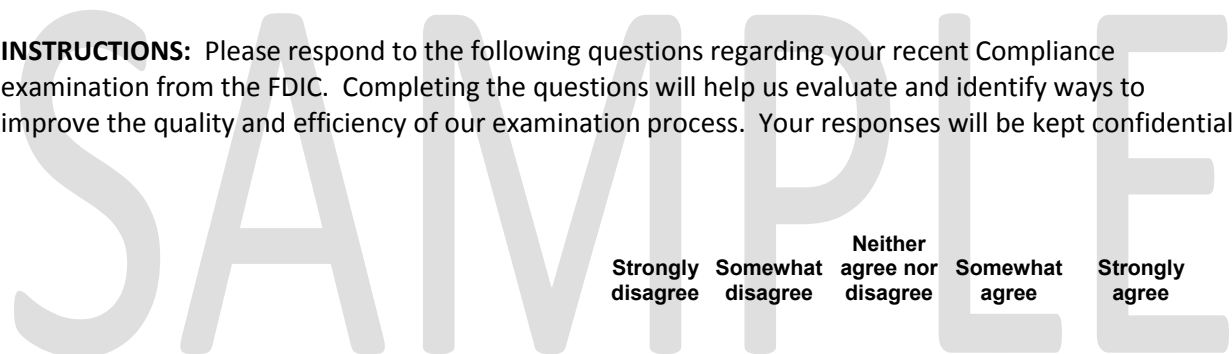 INSTRUCTIONS: Please respond to the following questions regarding your recent Compliance
examination from the FDIC. Completing the questions will help us evaluate and identify ways to
improve the quality and efficiency of our examination process. Your responses will be kept confidential
SAMPLE
Neither
Strongly Somewhat agree nor Somewhat Strongly
disagree disagree disagree agree agree